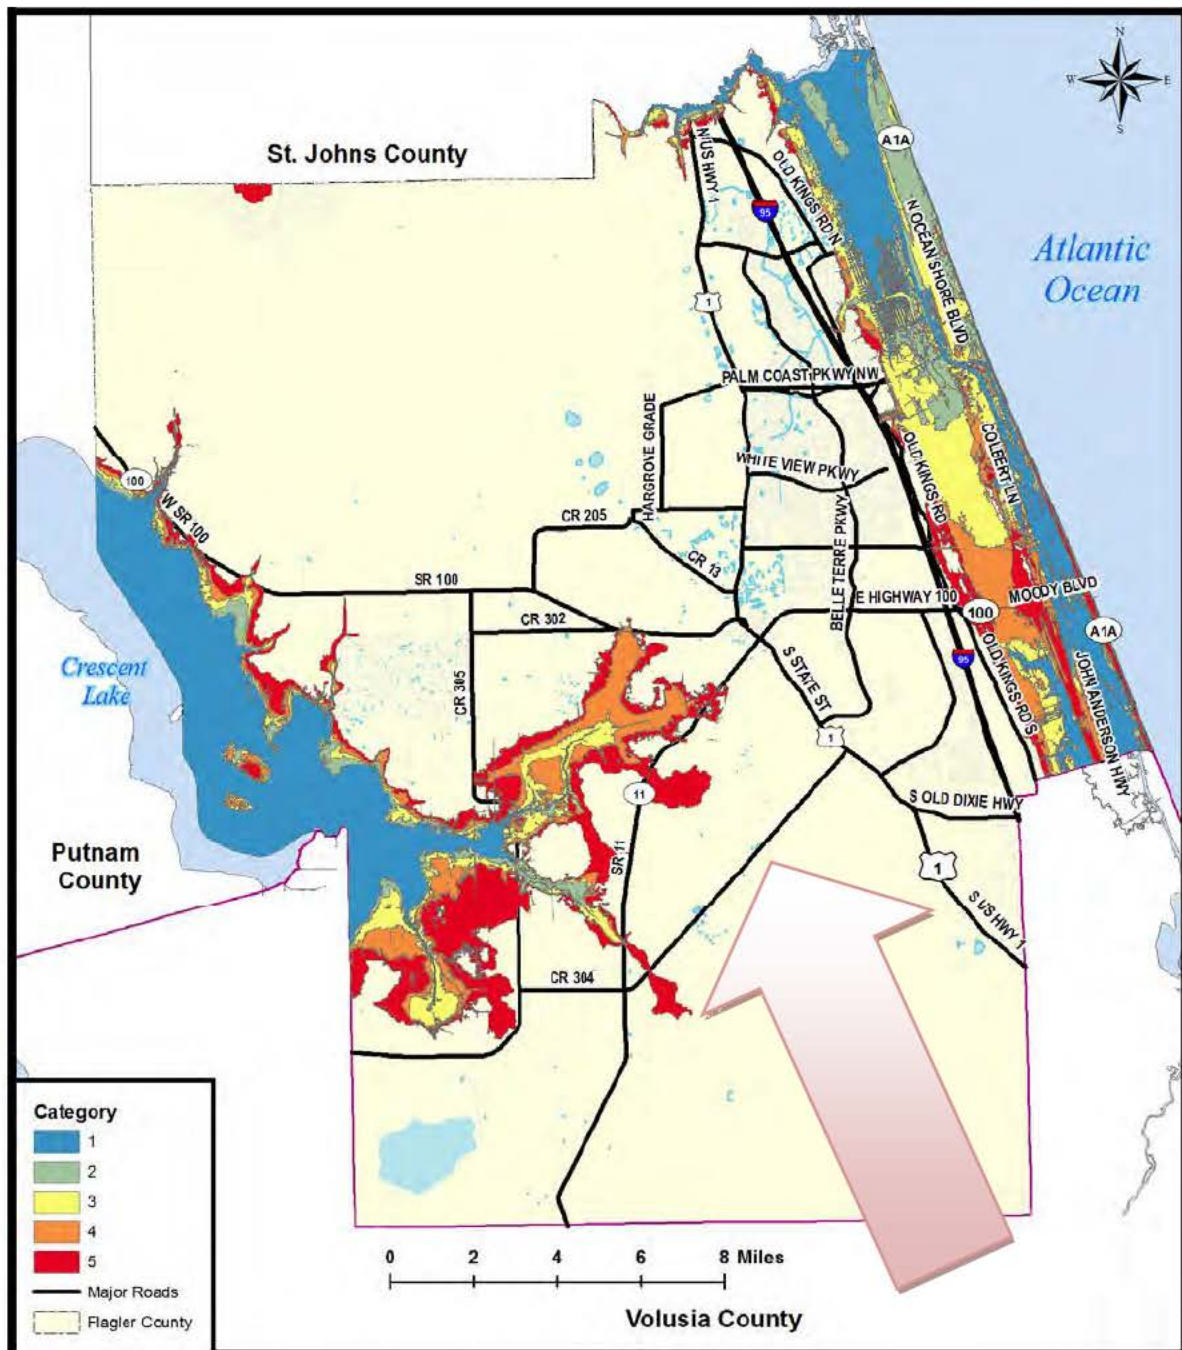 N
W
E
S
St. Johns County
A1A
N US HWY 1
OLD KINGS RD N
95
N OCEAN SHORE BLVD
Atlantic
Ocean
1
PALM COAST PKWY NW
HARGROVE GRADE
COLBERT LN
OLD KINGS RD
WHITE VIEW PKWY
100
W SR 100
CR 205
BELLE TERRE PKWY
CR 13
SR 100
MOODY BLVD
E HIGHWAY 100
100
CR 302
A1A
Crescent
Lake
CR 305
S STATE ST
95
OLD KINGS RD S
JOHN ANDERSON HWY
1
11
S OLD DIXIE HWY
Putnam
County
SR 11
1
S US HWY 1
CR 304
Category
1
2
3
4
5
Major Roads
Flagler County
0 2 4 6 8 Miles
Volusia County